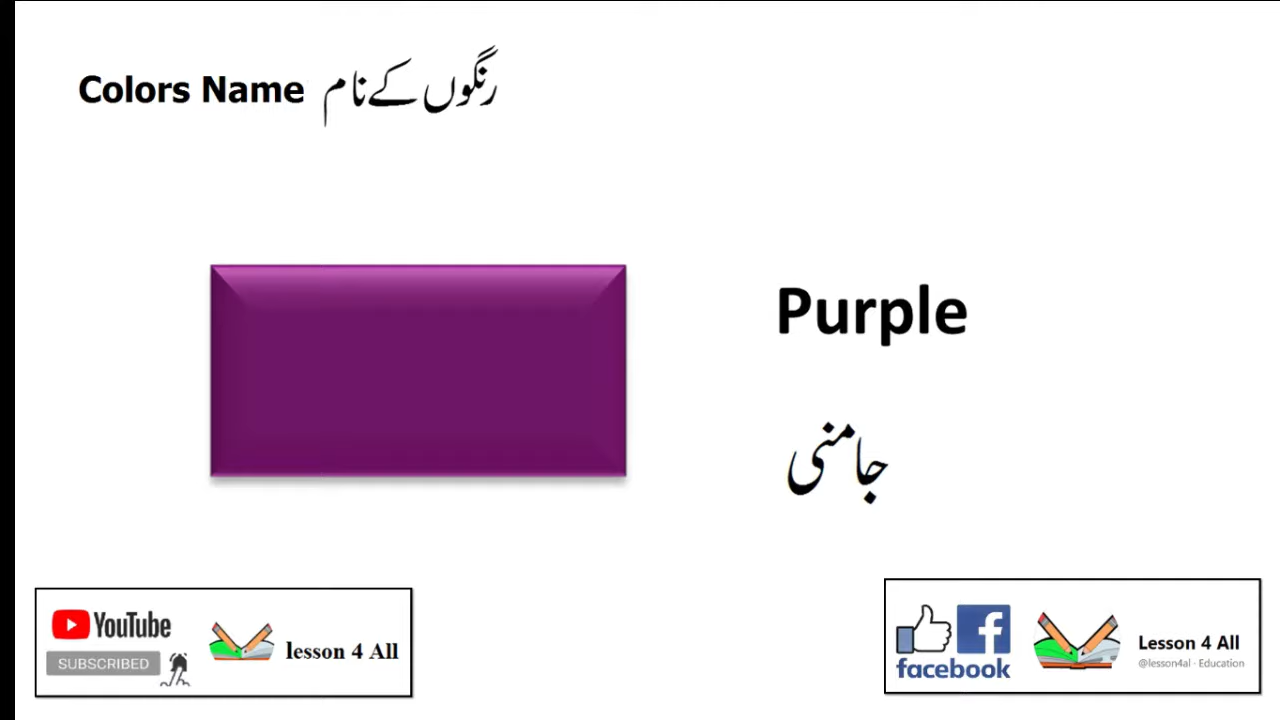 Colors Name رنگوں کے نام
Purple
جامنی
YouTube
SUBSCRIBED
lesson 4 All
facebook
Lesson 4 All
@lesson4al · Education